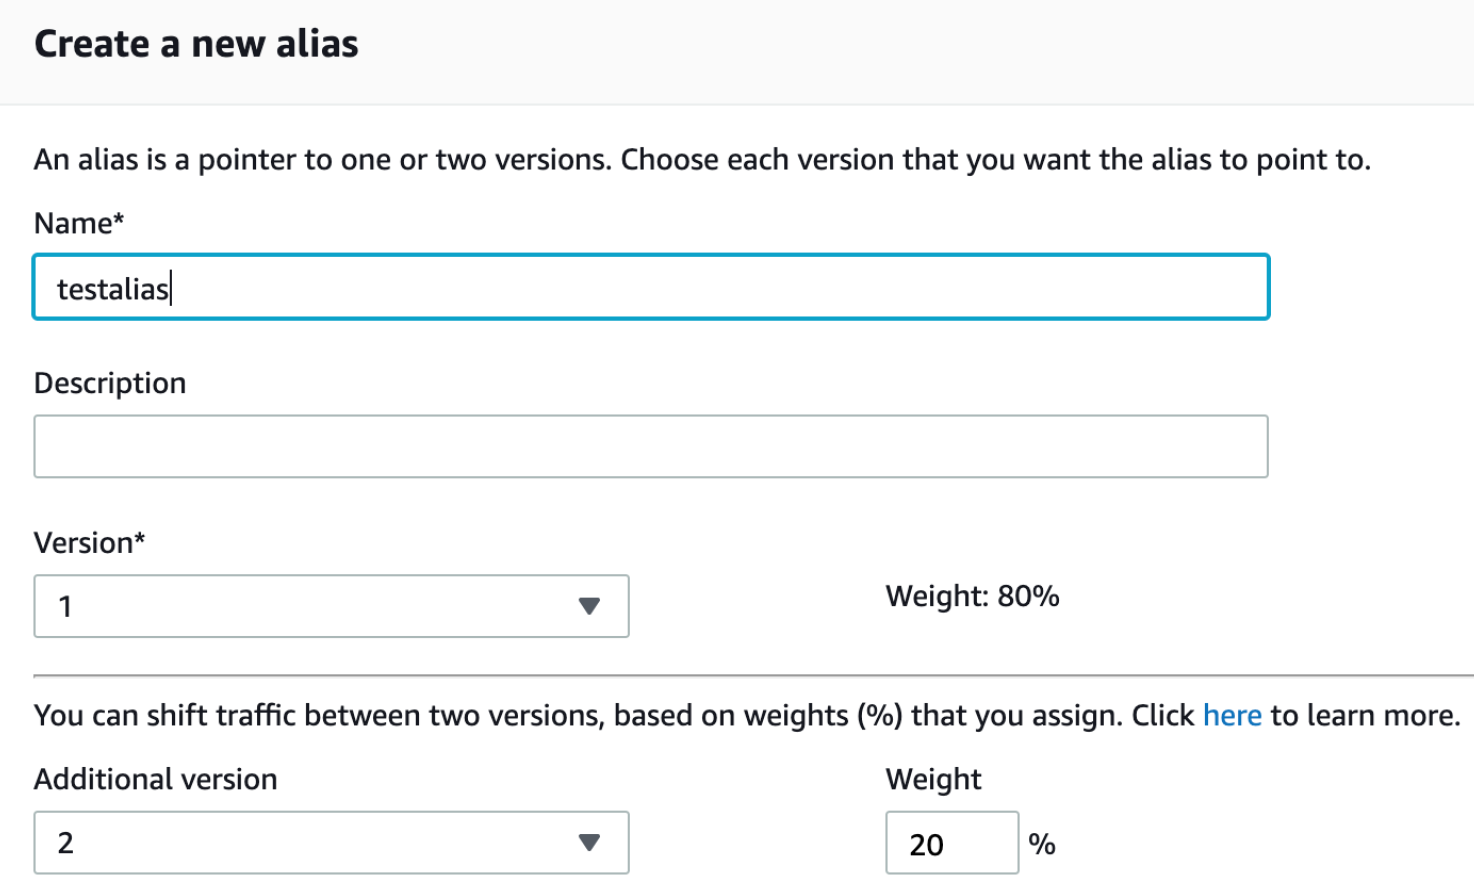 Create a new alias
An alias is a pointer to one or two versions. Choose each version that you want the alias to point to.
Name*
testalias
Description
Version*
1
Weight: 80%
You can shift traffic between two versions, based on weights (%) that you assign. Click here to learn more.
Additional version
Weight
2
20 %